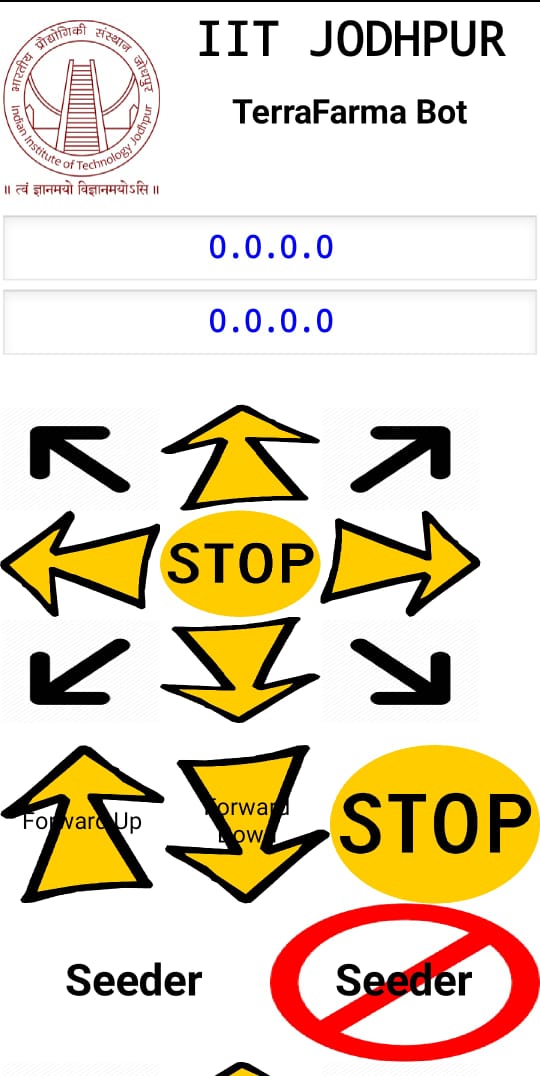 भारतीय प्रौद्योगिकी संस्थान जोधपुर
Indian Institute of Technology Jodhpur
॥ त्वं ज्ञानमयो विज्ञानमयोऽसि ॥
IIT JODHPUR
TerraFarma Bot
0.0.0.0
0.0.0.0
STOP
Forward Up
Forward
Down
STOP
Seeder
Seeder